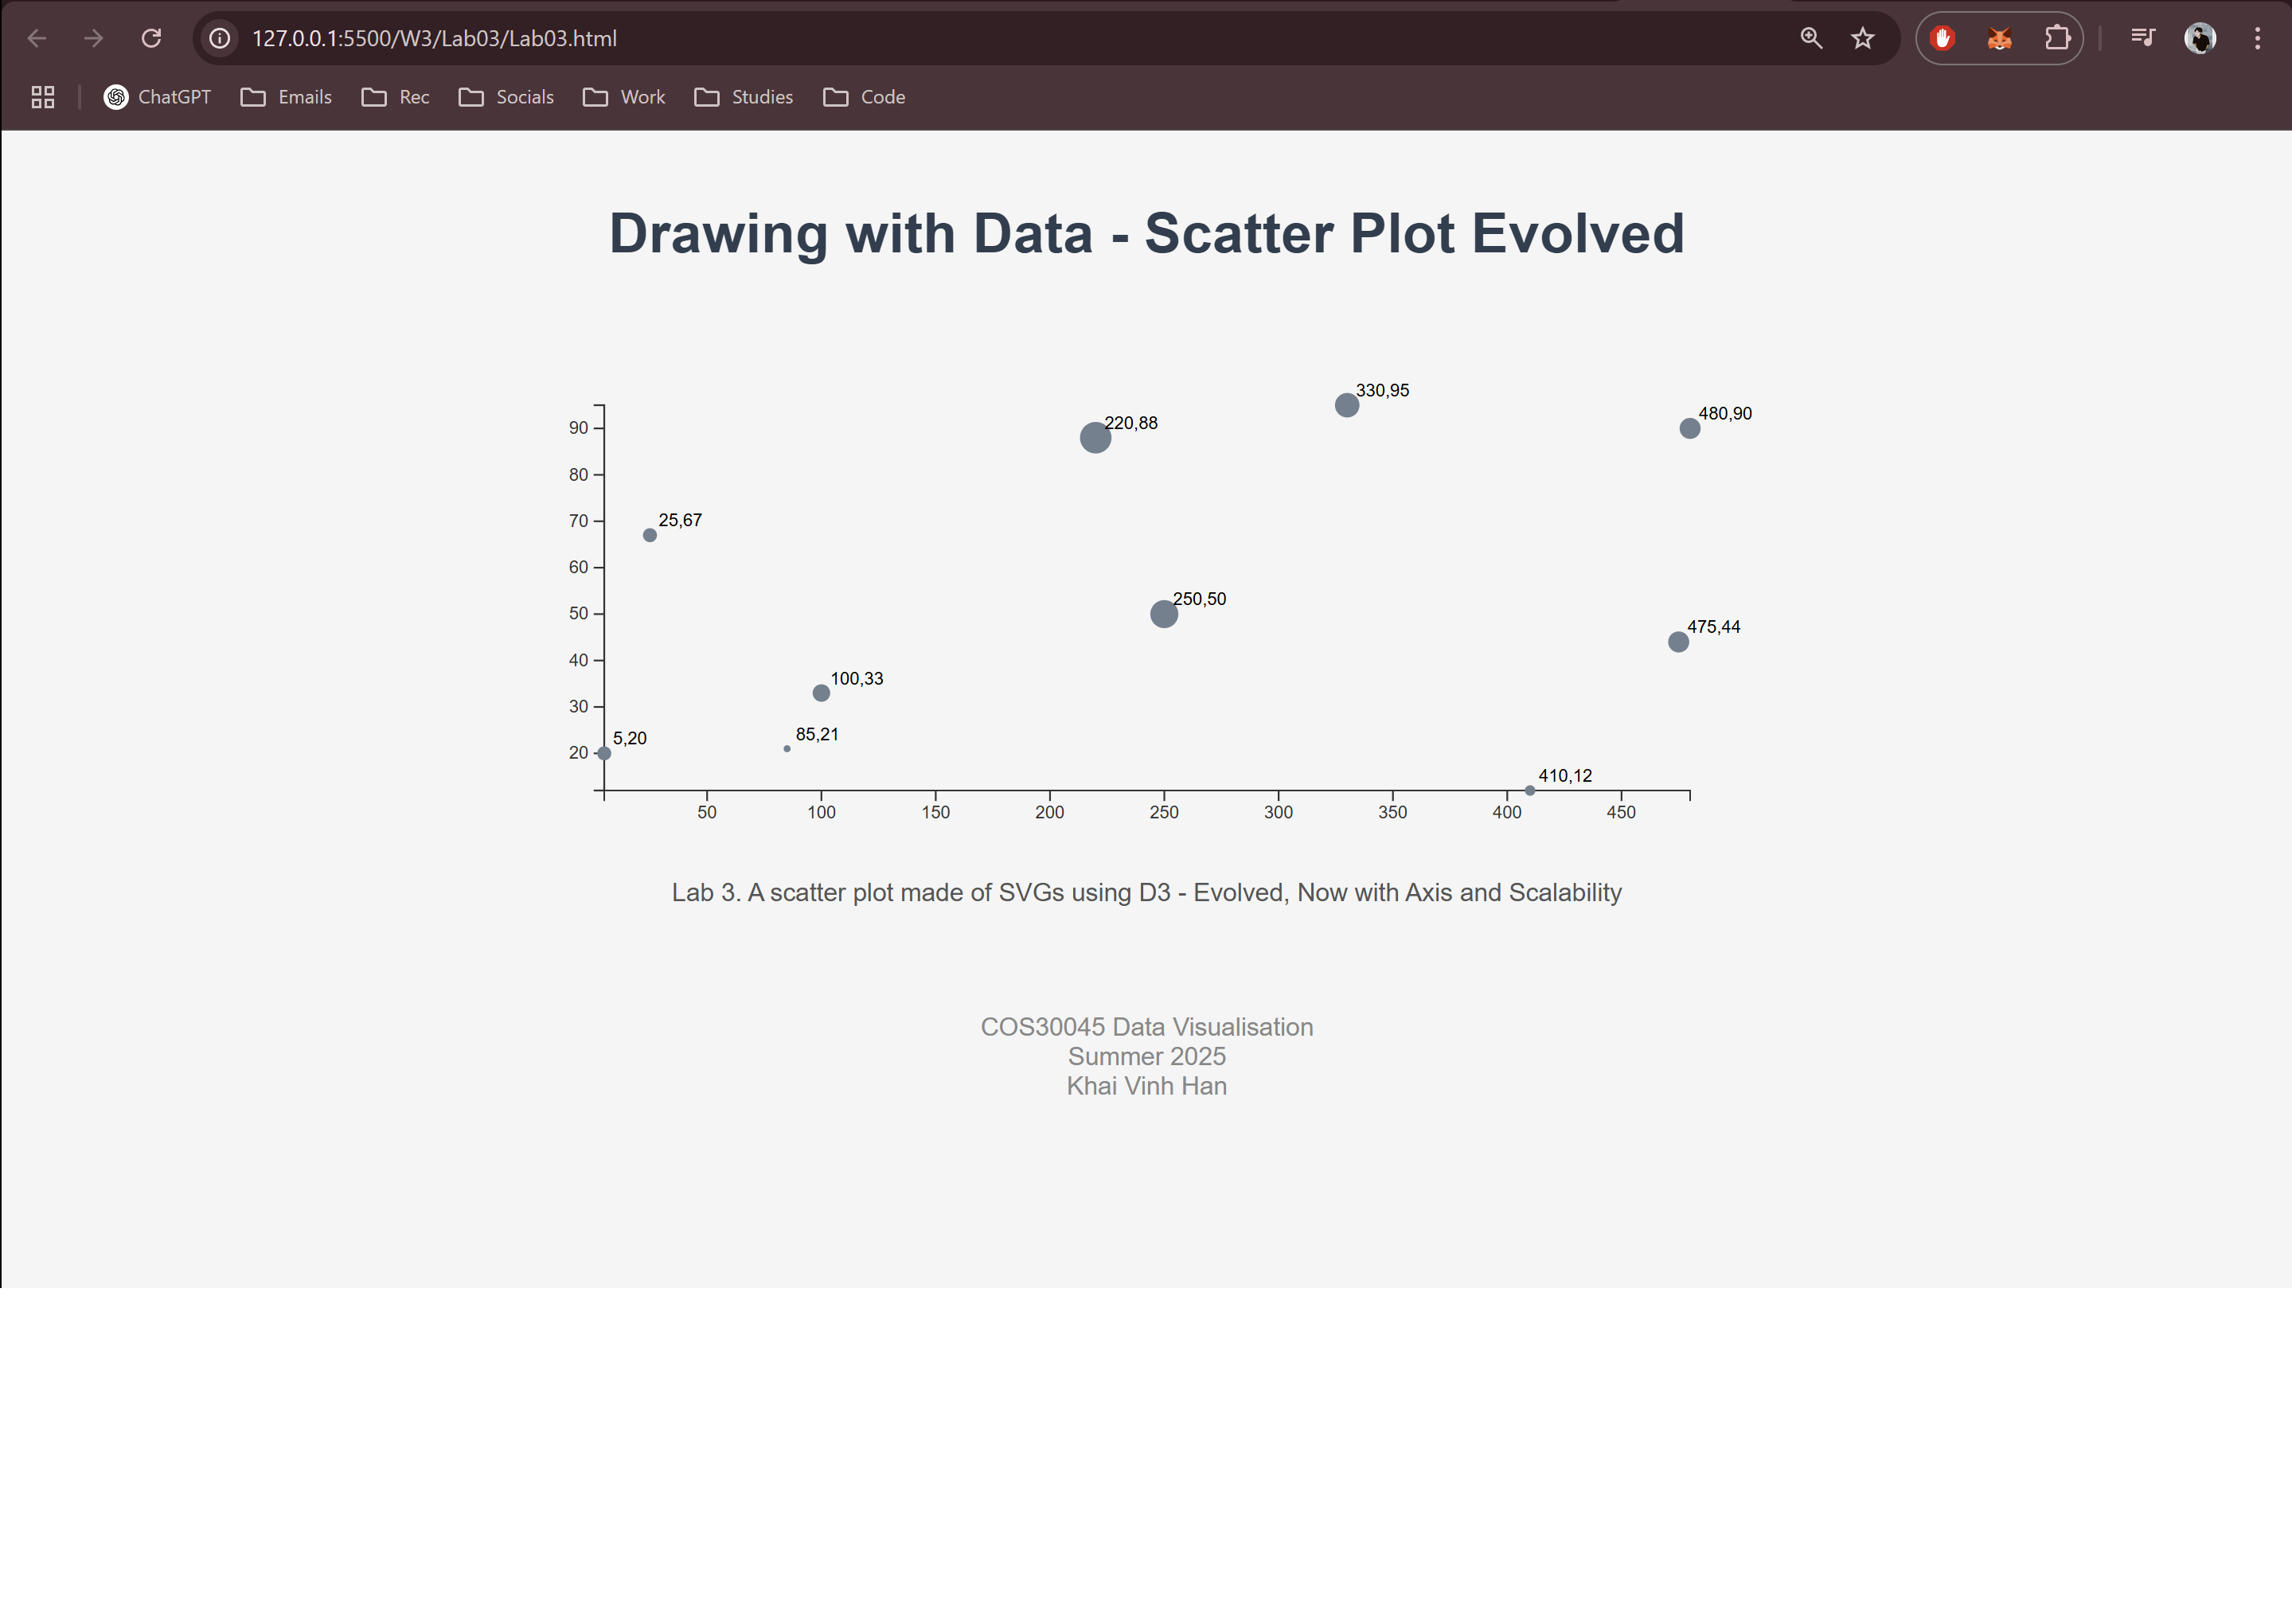 127.0.0.1:5500/W3/Lab03/Lab03.html
ChatGPT Emails Rec Socials Work Studies Code
Drawing with Data - Scatter Plot Evolved
330,95
480,90
220,88
90
80
25,67
70
60
250,50
50
475,44
40
100,33
30
85,21
5,20
20
410,12
50 100 150 200 250 300 350 400 450
Lab 3. A scatter plot made of SVGs using D3 - Evolved, Now with Axis and Scalability
COS30045 Data Visualisation
Summer 2025
Khai Vinh Han